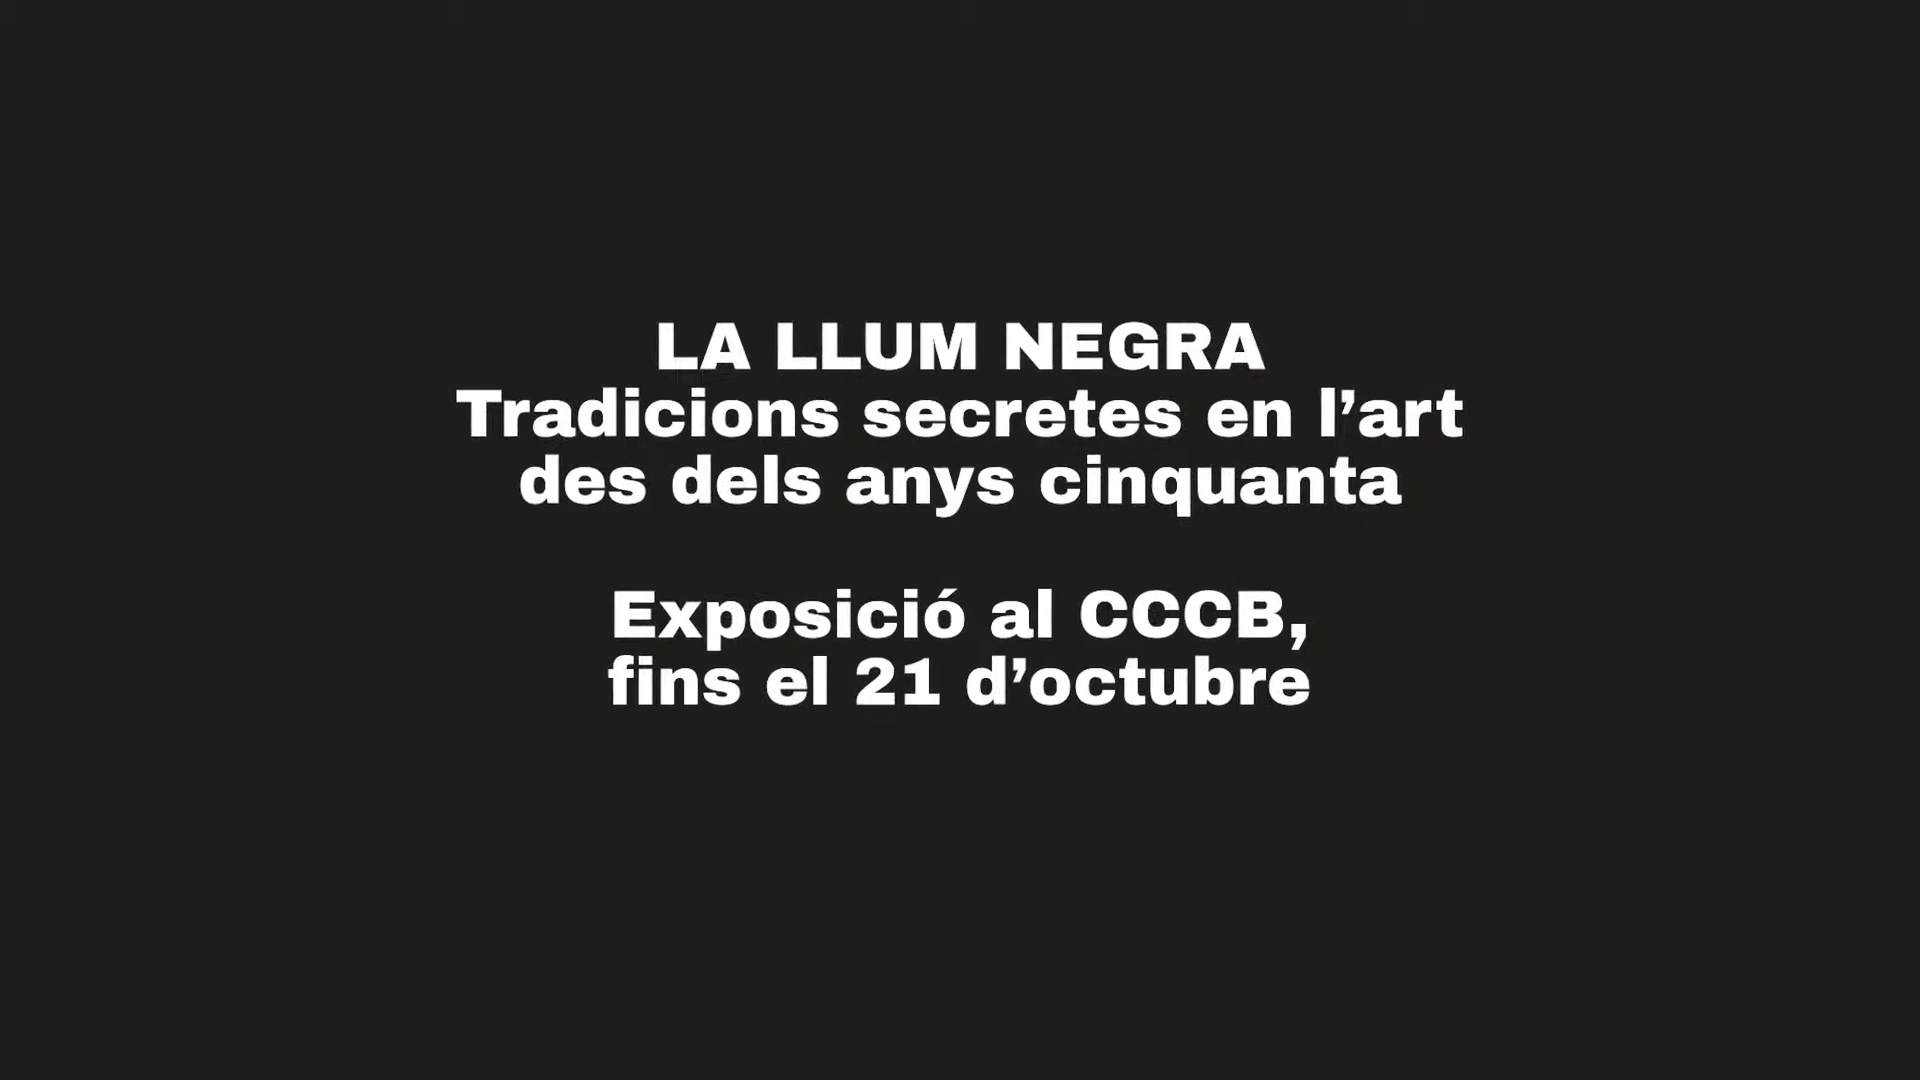 LA LLUM NEGRA
Tradicions secretes en l’art
des dels anys cinquanta
Exposició al CCCB,
fins el 21 d’octubre